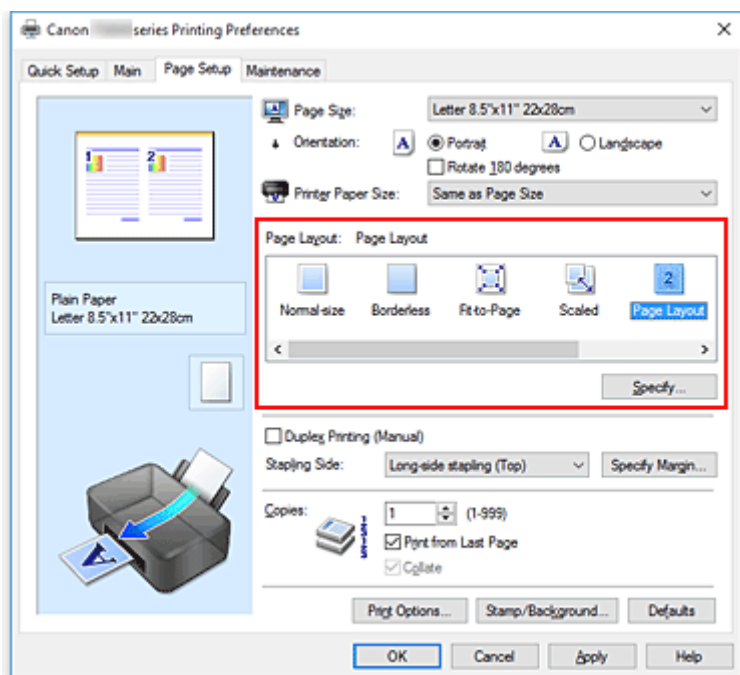 Canon series Printing Preferences
Quick Setup Main Page Setup Maintenance
Page Size: Letter 8.5"x11" 22x28cm
Orientation: A Portrait A Landscape
Rotate 180 degrees
Printer Paper Size: Same as Page Size
1 2
Page Layout: Page Layout
2
Normal-size Borderless Fit-to-Page Scaled Page Layout
Specify...
Plain Paper
Letter 8.5"x11" 22x28cm
Duplex Printing (Manual)
Stapling Side: Long-side stapling (Top) Specify Margin...
Copies: 1 (1-999)
Print from Last Page
Collate
A
Print Options... Stamp/Background... Defaults
OK Cancel Apply Help